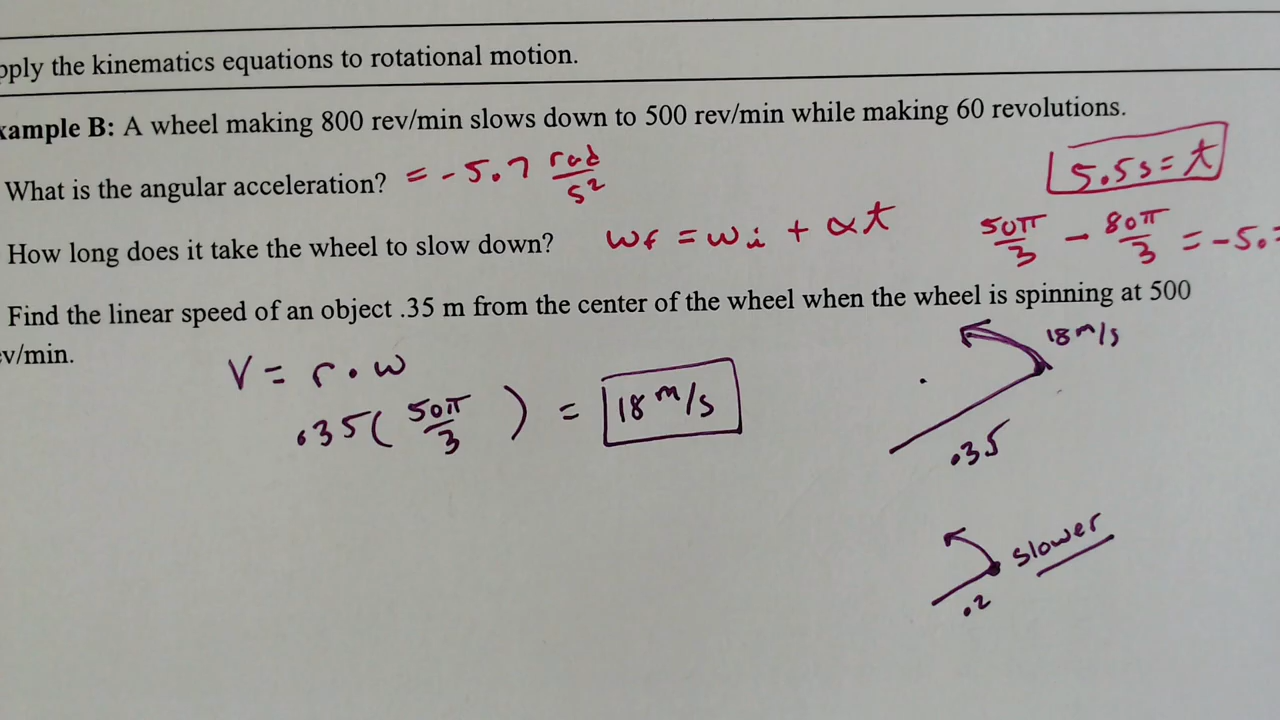 pply the kinematics equations to rotational motion.
xample B: A wheel making 800 rev/min slows down to 500 rev/min while making 60 revolutions.
What is the angular acceleration? = -5.7 rad/s²
5.5s = t
How long does it take the wheel to slow down? ωf = ωi + αt
50π/3 - 80π/3 = -5.
Find the linear speed of an object .35 m from the center of the wheel when the wheel is spinning at 500
ev/min.
18 m/s
V = r · ω
.35 ( 50π/3 ) = 18 m/s
.35
slower
.2